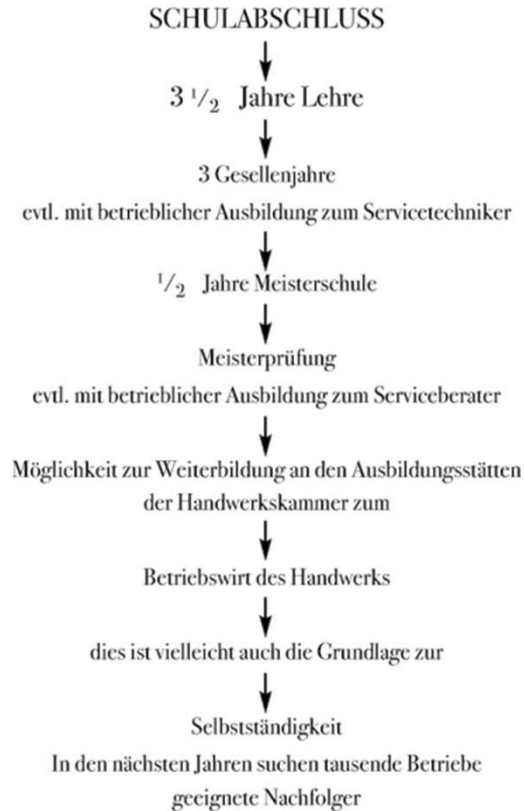 SCHULABSCHLUSS
3 ½ Jahre Lehre
3 Gesellenjahre
evtl. mit betrieblicher Ausbildung zum Servicetechniker
½ Jahre Meisterschule
Meisterprüfung
evtl. mit betrieblicher Ausbildung zum Serviceberater
Möglichkeit zur Weiterbildung an den Ausbildungsstätten
der Handwerkskammer zum
Betriebswirt des Handwerks
dies ist vielleicht auch die Grundlage zur
Selbstständigkeit
In den nächsten Jahren suchen tausende Betriebe
geeignete Nachfolger